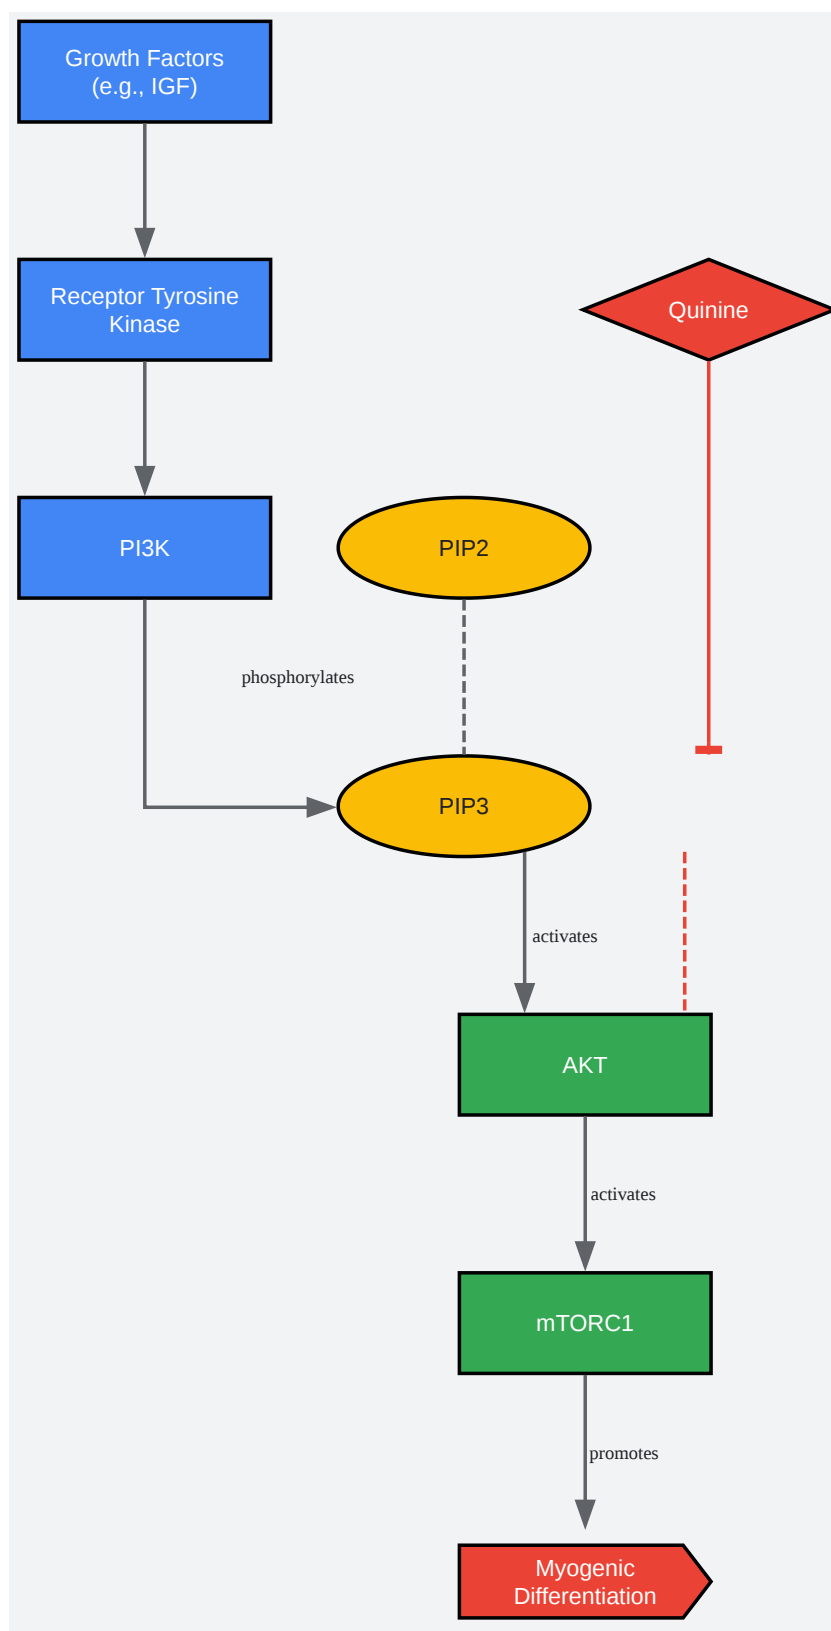 Growth Factors
(e.g., IGF)
Receptor Tyrosine
Kinase
Quinine
PI3K
PIP2
phosphorylates
PIP3
activates
AKT
activates
mTORC1
promotes
Myogenic
Differentiation